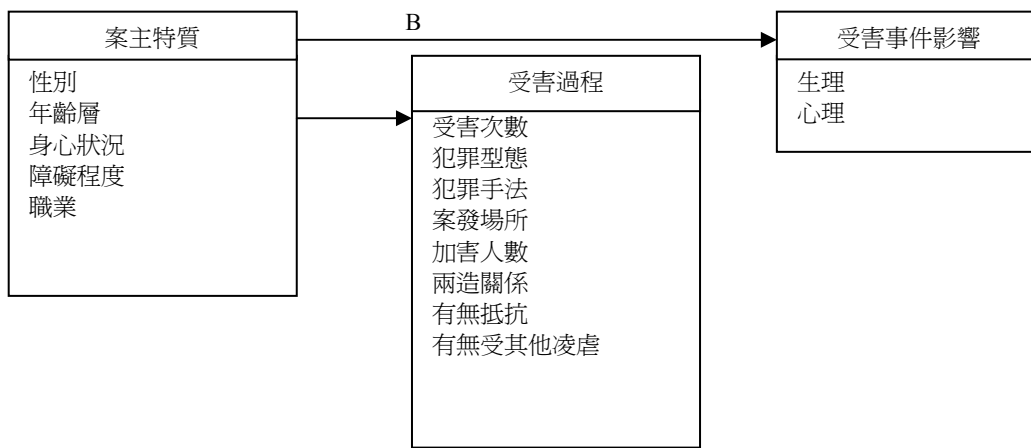 案主特質
性別
年齡層
身心狀況
障礙程度
職業
B
受害過程
受害次數
犯罪型態
犯罪手法
案發場所
加害人數
兩造關係
有無抵抗
有無受其他凌虐
受害事件影響
生理
心理